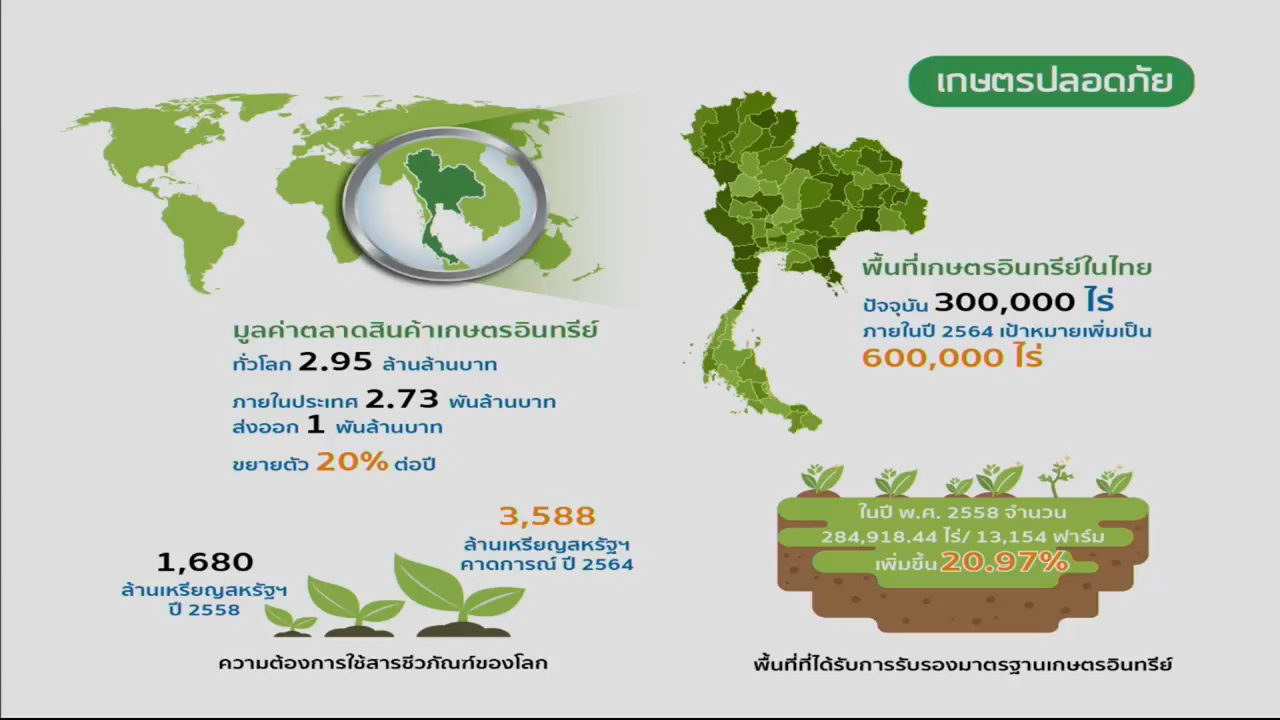 เกษตรปลอดภัย
มูลค่าตลาดสินค้าเกษตรอินทรีย์
ทั่วโลก 2.95 ล้านล้านบาท
ภายในประเทศ 2.73 พันล้านบาท
ส่งออก 1 พันล้านบาท
ขยายตัว 20% ต่อปี
พื้นที่เกษตรอินทรีย์ในไทย
ปัจจุบัน 300,000 ไร่
ภายในปี 2564 เป้าหมายเพิ่มเป็น
600,000 ไร่
1,680
ล้านเหรียญสหรัฐฯ
ปี 2558
3,588
ล้านเหรียญสหรัฐฯ
คาดการณ์ ปี 2564
ความต้องการใช้สารชีวภัณฑ์ของโลก
ในปี พ.ศ. 2558 จำนวน
284,918.44 ไร่/ 13,154 ฟาร์ม
เพิ่มขึ้น 20.97%
พื้นที่ที่ได้รับการรับรองมาตรฐานเกษตรอินทรีย์